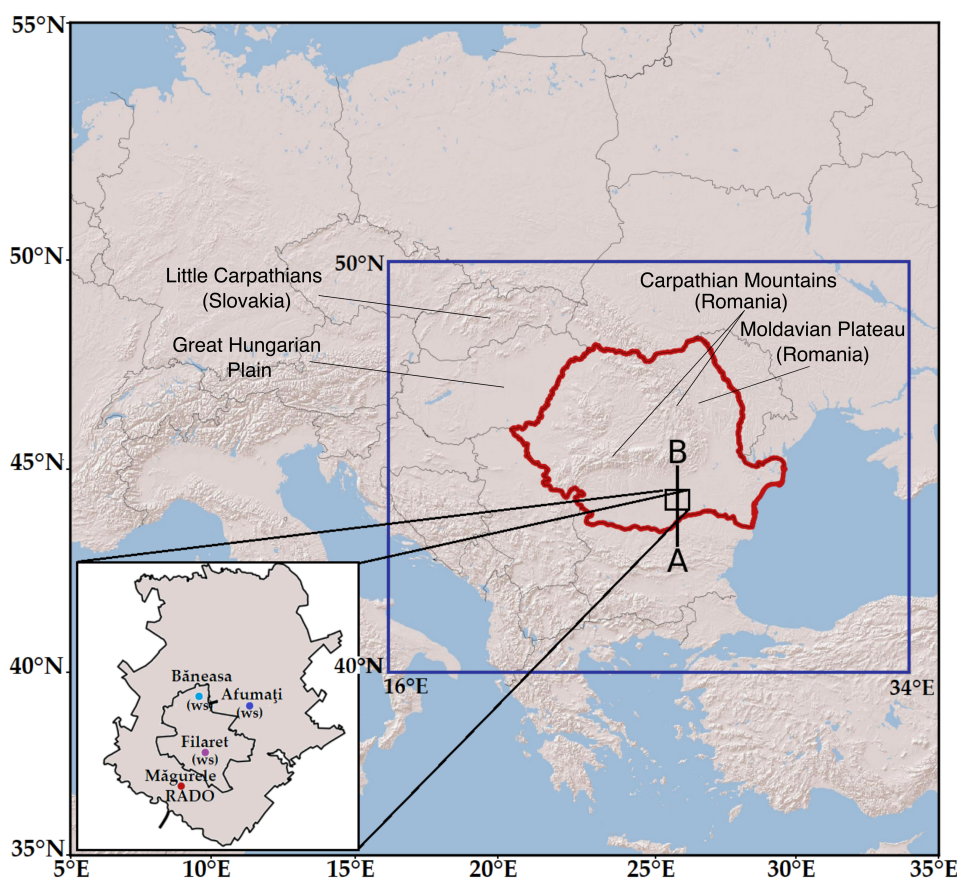 55°N
50°N
50°N
Little Carpathians
(Slovakia)
Carpathian Mountains
(Romania)
Moldavian Plateau
(Romania)
Great Hungarian
Plain
45°N
B
A
40°N
40°N
16°E
34°E
Băneasa
(ws)
Afumaţi
(ws)
Filaret
(ws)
Măgurele
RADO
35°N
5°E
10°E
15°E
20°E
25°E
30°E
35°E